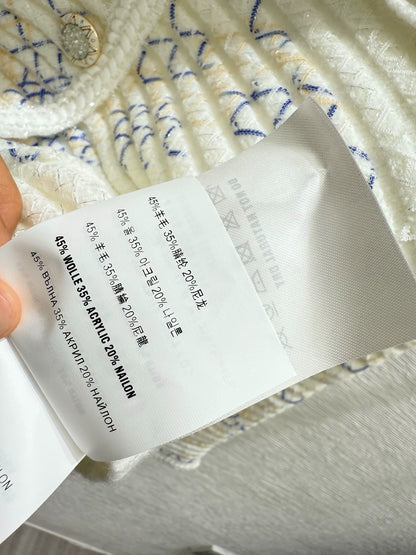 45%羊毛 35%腈纶 20%尼龙
45% 울 35% 아크릴 20% 나일론
45% 羊毛 35%腈綸 20%尼龍
45% WOLLE 35% ACRYLIC 20% NAILON
45% ВЪЛНА 35% АКРИЛ 20% НАЙЛОН